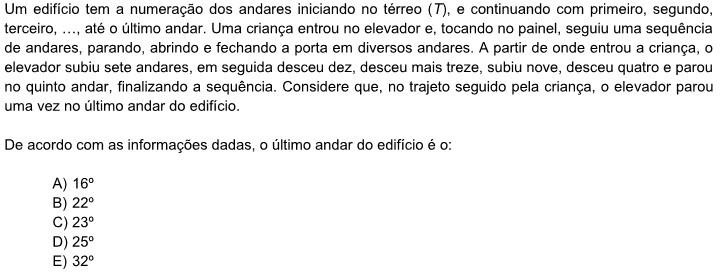 Um edifício tem a numeração dos andares iniciando no térreo (T), e continuando com primeiro, segundo,
terceiro, ..., até o último andar. Uma criança entrou no elevador e, tocando no painel, seguiu uma sequência
de andares, parando, abrindo e fechando a porta em diversos andares. A partir de onde entrou a criança, o
elevador subiu sete andares, em seguida desceu dez, desceu mais treze, subiu nove, desceu quatro e parou
no quinto andar, finalizando a sequência. Considere que, no trajeto seguido pela criança, o elevador parou
uma vez no último andar do edifício.
De acordo com as informações dadas, o último andar do edifício é o:
A) 16º
B) 22º
C) 23º
D) 25º
E) 32º